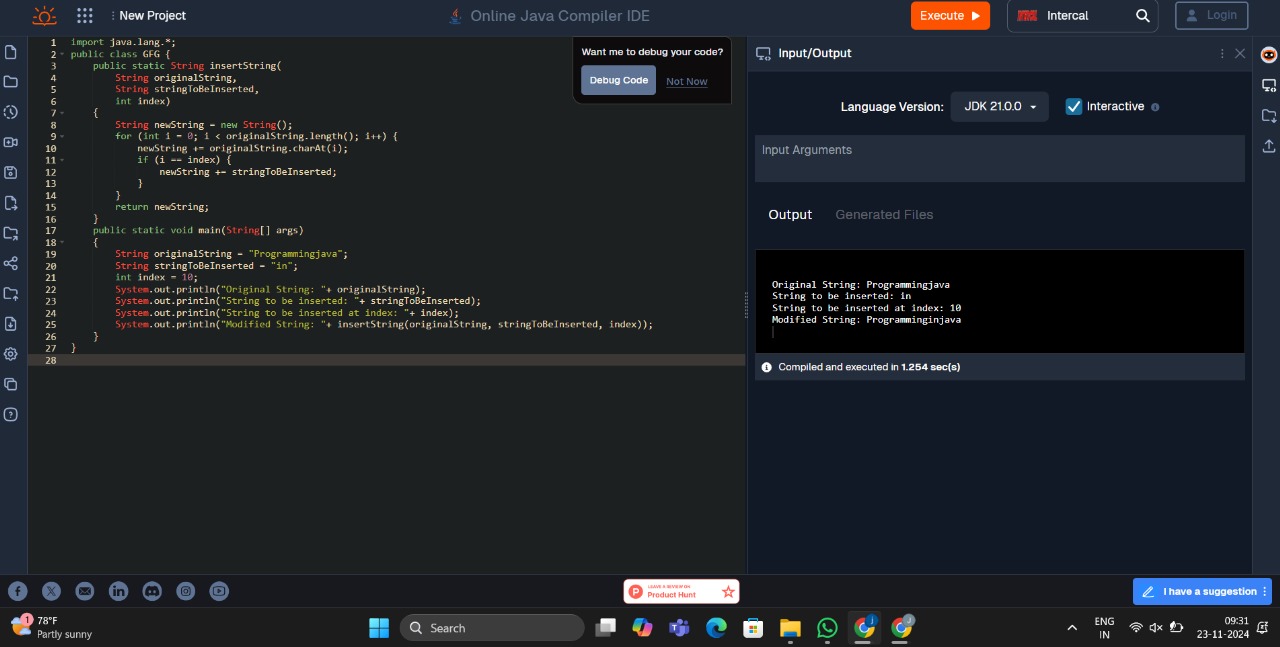 New Project
Online Java Compiler IDE
Execute
Intercal
Login
1 import java.lang.*;
2 public class GFG {
3 public static String insertString(
4 String originalString,
5 String stringToBeInserted,
6 int index)
7 {
8 String newString = new String();
9 for (int i = 0; i < originalString.length(); i++) {
10 newString += originalString.charAt(i);
11 if (i == index) {
12 newString += stringToBeInserted;
13 }
14 }
15 return newString;
16 }
17 public static void main(String[] args)
18 {
19 String originalString = "Programmingjava";
20 String stringToBeInserted = "in";
21 int index = 10;
22 System.out.println("Original String: "+ originalString);
23 System.out.println("String to be inserted: "+ stringToBeInserted);
24 System.out.println("String to be inserted at index: "+ index);
25 System.out.println("Modified String: "+ insertString(originalString, stringToBeInserted, index));
26 }
27 }
28
Want me to debug your code?
Debug Code
Not Now
Input/Output
Language Version:
JDK 21.0.0
Interactive
Input Arguments
Output
Generated Files
Original String: Programmingjava
String to be inserted: in
String to be inserted at index: 10
Modified String: Programminginjava
Compiled and executed in 1.254 sec(s)
LEAVE A REVIEW ON
Product Hunt
I have a suggestion
1
78°F
Partly sunny
Search
ENG
IN
09:31
23-11-2024